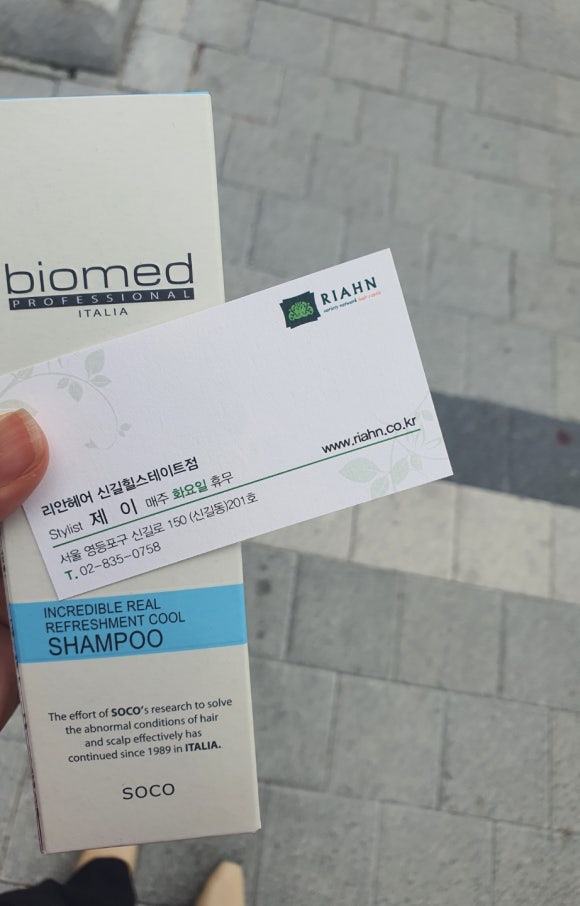 biomed
PROFESSIONAL
ITALIA
RIAHN
variety network hair salon
www.riahn.co.kr
리안헤어 신길힐스테이트점
Stylist 제 이 매주 화요일 휴무
서울 영등포구 신길로 150 (신길동)201호
T. 02-835-0758
INCREDIBLE REAL
REFRESHMENT COOL
SHAMPOO
The effort of SOCO's research to solve
the abnormal conditions of hair
and scalp effectively has
continued since 1989 in ITALIA.
SOCO